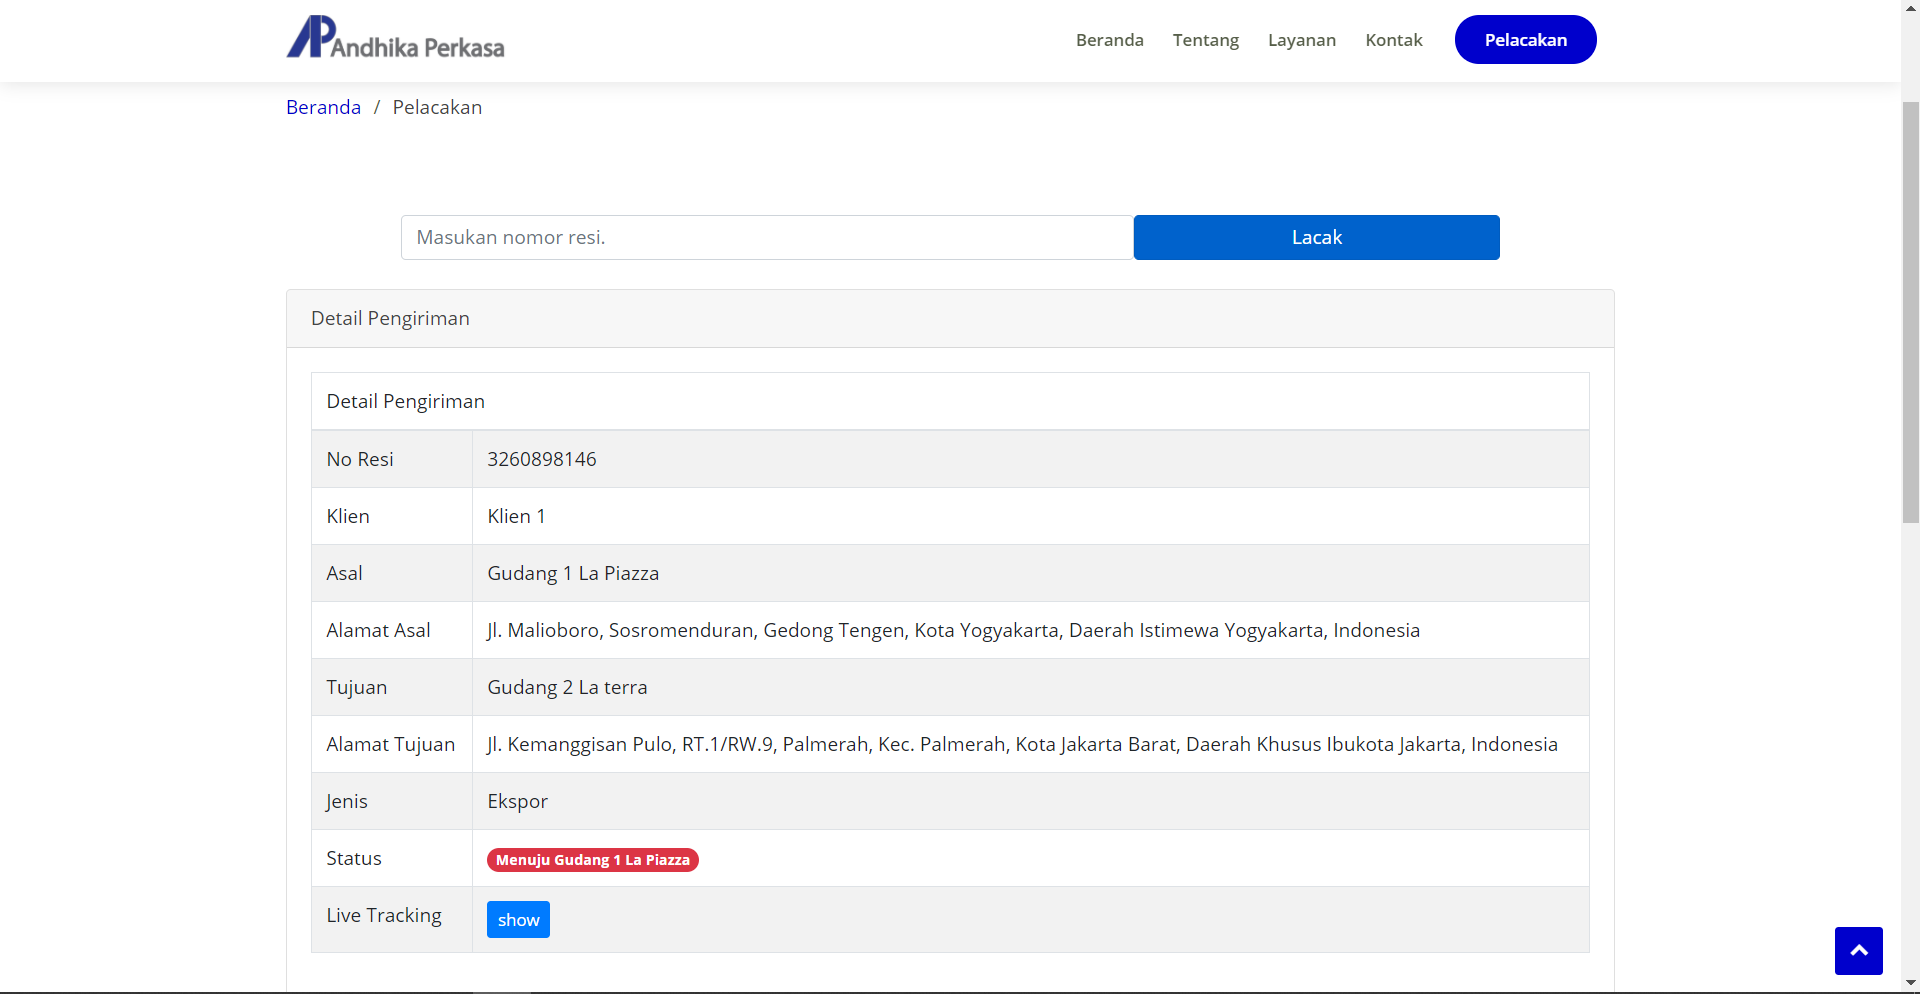 AP Andhika Perkasa
Beranda Tentang Layanan Kontak Pelacakan
Beranda / Pelacakan
Masukan nomor resi. Lacak
Detail Pengiriman
Detail Pengiriman
No Resi 3260898146
Klien Klien 1
Asal Gudang 1 La Piazza
Alamat Asal Jl. Malioboro, Sosromenduran, Gedong Tengen, Kota Yogyakarta, Daerah Istimewa Yogyakarta, Indonesia
Tujuan Gudang 2 La terra
Alamat Tujuan Jl. Kemanggisan Pulo, RT.1/RW.9, Palmerah, Kec. Palmerah, Kota Jakarta Barat, Daerah Khusus Ibukota Jakarta, Indonesia
Jenis Ekspor
Status Menuju Gudang 1 La Piazza
Live Tracking show